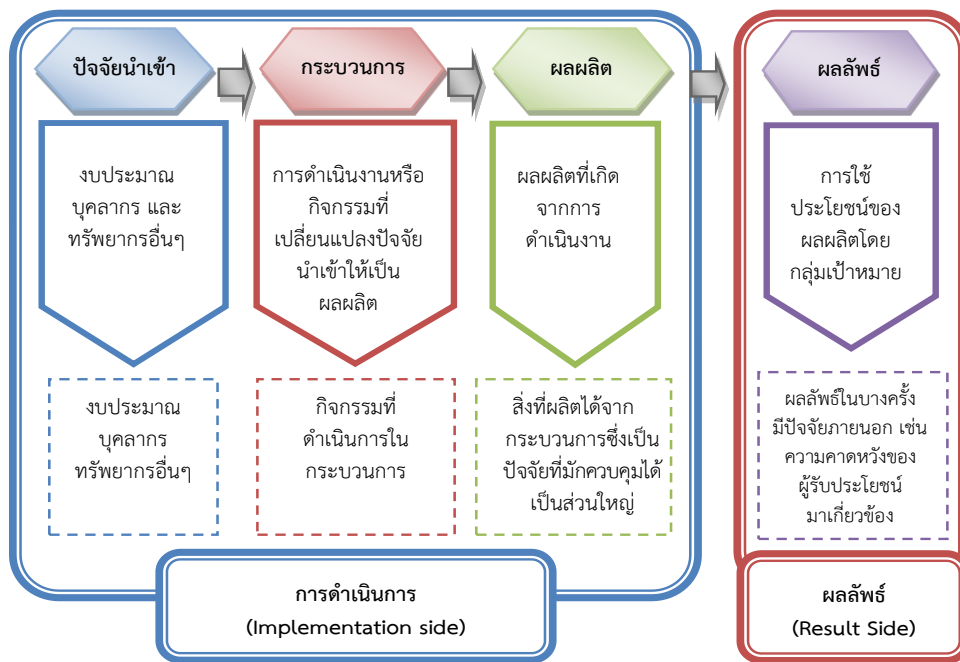 ปัจจัยนำเข้า
กระบวนการ
ผลผลิต
ผลลัพธ์
งบประมาณ
บุคลากร และ
ทรัพยากรอื่นๆ
การดำเนินงานหรือ
กิจกรรมที่
เปลี่ยนแปลงปัจจัย
นำเข้าให้เป็น
ผลผลิต
ผลผลิตที่เกิด
จากการ
ดำเนินงาน
การใช้
ประโยชน์ของ
ผลผลิตโดย
กลุ่มเป้าหมาย
งบประมาณ
บุคลากร
ทรัพยากรอื่นๆ
กิจกรรมที่
ดำเนินการใน
กระบวนการ
สิ่งที่ผลิตได้จาก
กระบวนการซึ่งเป็น
ปัจจัยที่มักควบคุมได้
เป็นส่วนใหญ่
ผลลัพธ์ในบางครั้ง
มีปัจจัยภายนอก เช่น
ความคาดหวังของ
ผู้รับประโยชน์
มาเกี่ยวข้อง
การดำเนินการ
(Implementation side)
ผลลัพธ์
(Result Side)